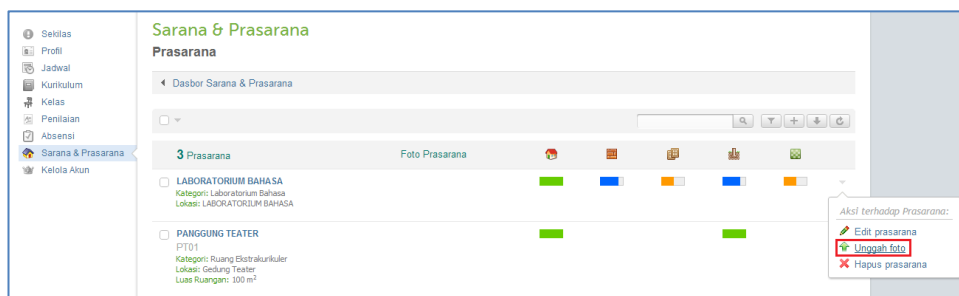 Sekilas
Profil
Jadwal
Kurikulum
Kelas
Penilaian
Absensi
Sarana & Prasarana
Kelola Akun
Sarana & Prasarana
Prasarana
Dasbor Sarana & Prasarana
3 Prasarana Foto Prasarana
LABORATORIUM BAHASA
Kategori: Laboratorium Bahasa
Lokasi: LABORATORIUM BAHASA
PANGGUNG TEATER
PT01
Kategori: Ruang Ekstrakurikuler
Lokasi: Gedung Teater
Luas Ruangan: 100 m²
Aksi terhadap Prasarana:
Edit prasarana
Unggah foto
Hapus prasarana